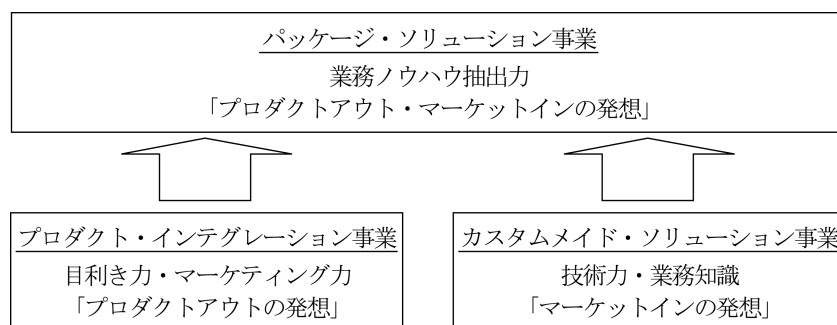 パッケージ・ソリューション事業
業務ノウハウ抽出力
「プロダクトアウト・マーケットインの発想」
プロダクト・インテグレーション事業
目利き力・マーケティング力
「プロダクトアウトの発想」
カスタムメイド・ソリューション事業
技術力・業務知識
「マーケットインの発想」